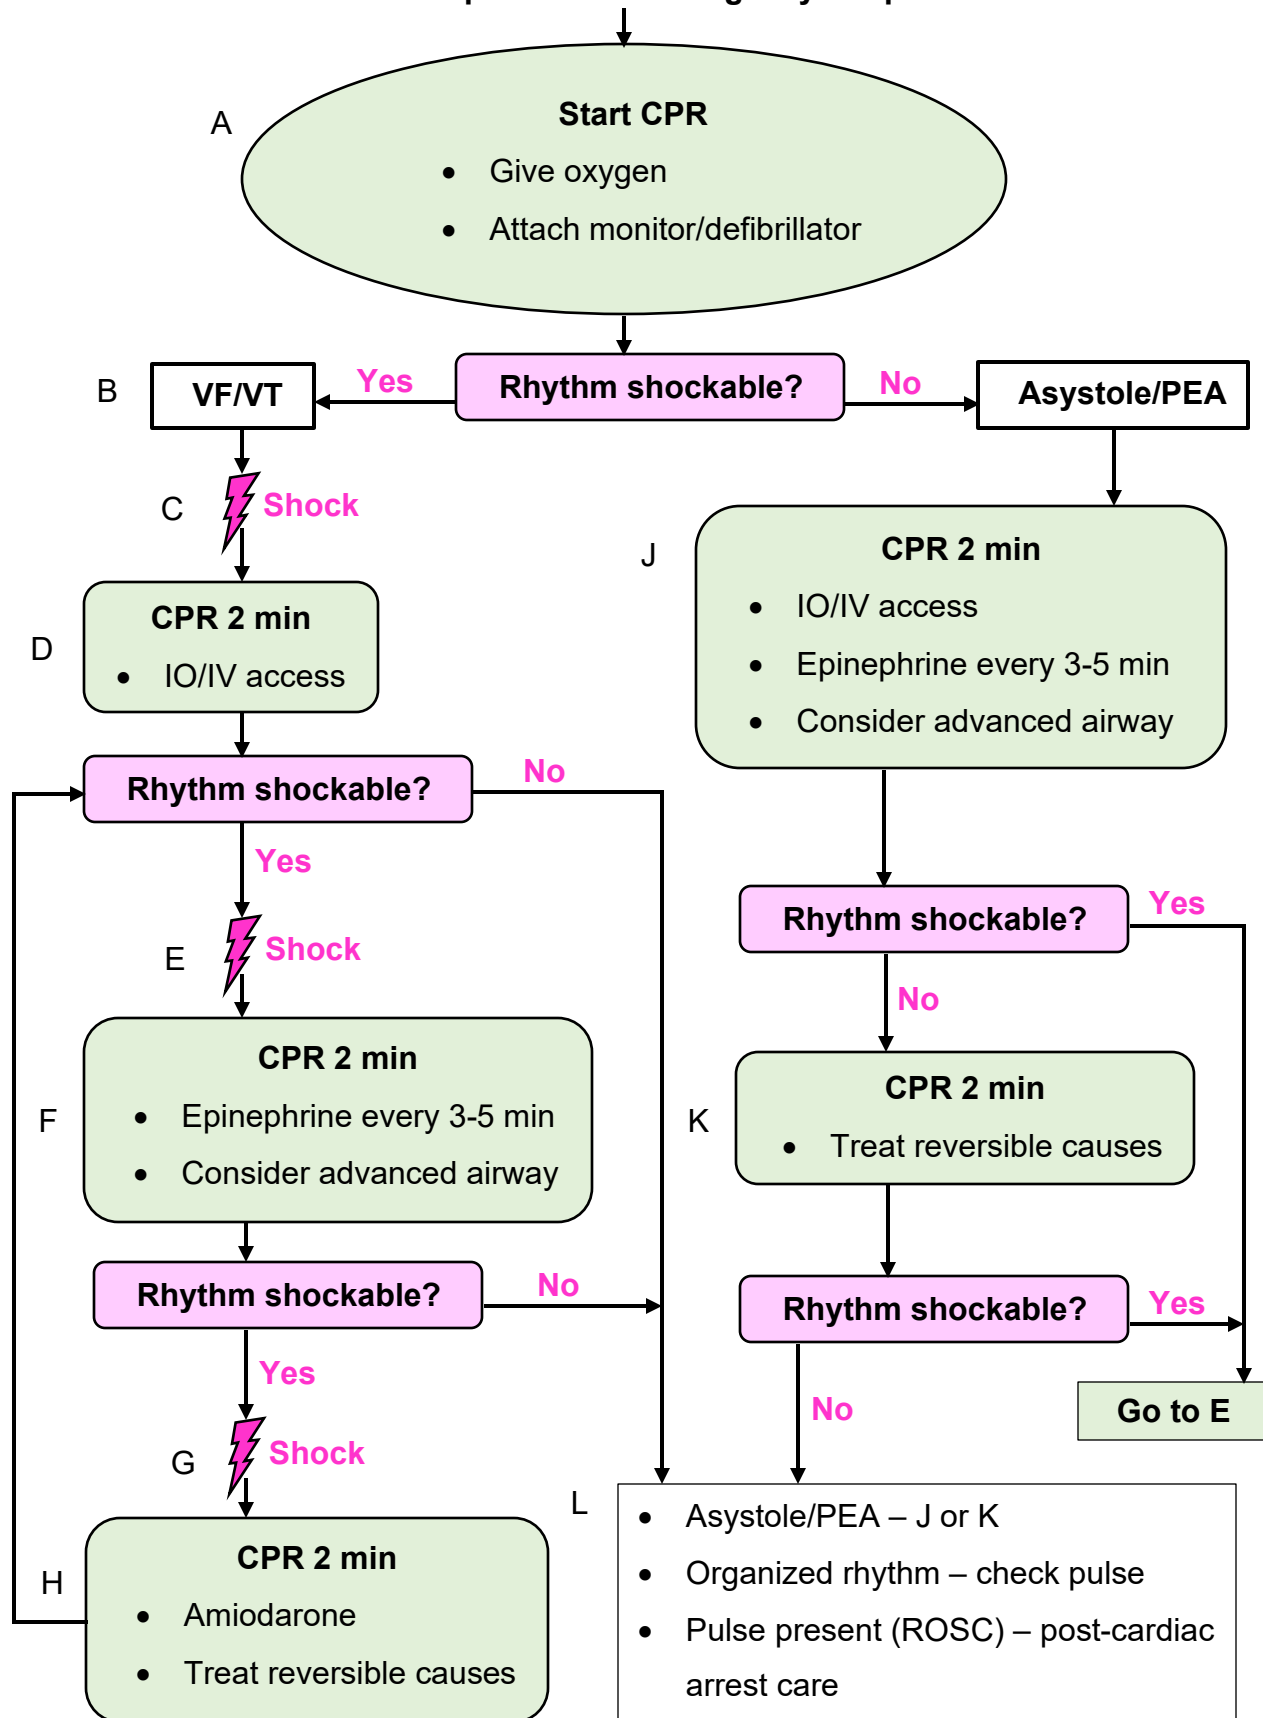 A
Start CPR
• Give oxygen
• Attach monitor/defibrillator
Rhythm shockable?
Yes
No
B
VF/VT
Asystole/PEA
C
Shock
D
CPR 2 min
• IO/IV access
Rhythm shockable?
No
Yes
E
Shock
F
CPR 2 min
• Epinephrine every 3-5 min
• Consider advanced airway
Rhythm shockable?
No
Yes
G
Shock
H
CPR 2 min
• Amiodarone
• Treat reversible causes
J
CPR 2 min
• IO/IV access
• Epinephrine every 3-5 min
• Consider advanced airway
Rhythm shockable?
Yes
No
K
CPR 2 min
• Treat reversible causes
Rhythm shockable?
Yes
No
Go to E
L
• Asystole/PEA – J or K
• Organized rhythm – check pulse
• Pulse present (ROSC) – post-cardiac
arrest care